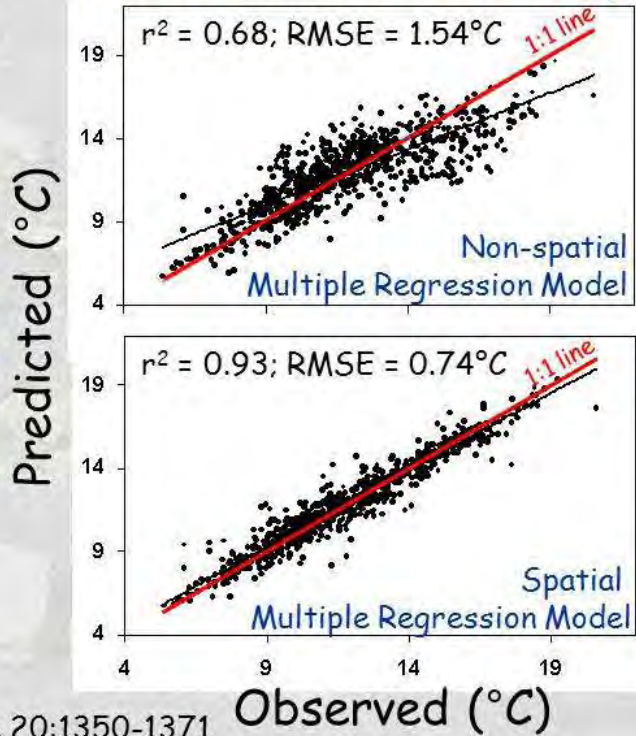 r² = 0.68; RMSE = 1.54°C
1:1 line
19
14
9
4
Non-spatial
Multiple Regression Model
Predicted (°C)
r² = 0.93; RMSE = 0.74°C
1:1 line
19
14
9
4
Spatial
Multiple Regression Model
4 9 14 19
Observed (°C)
20:1350-1371